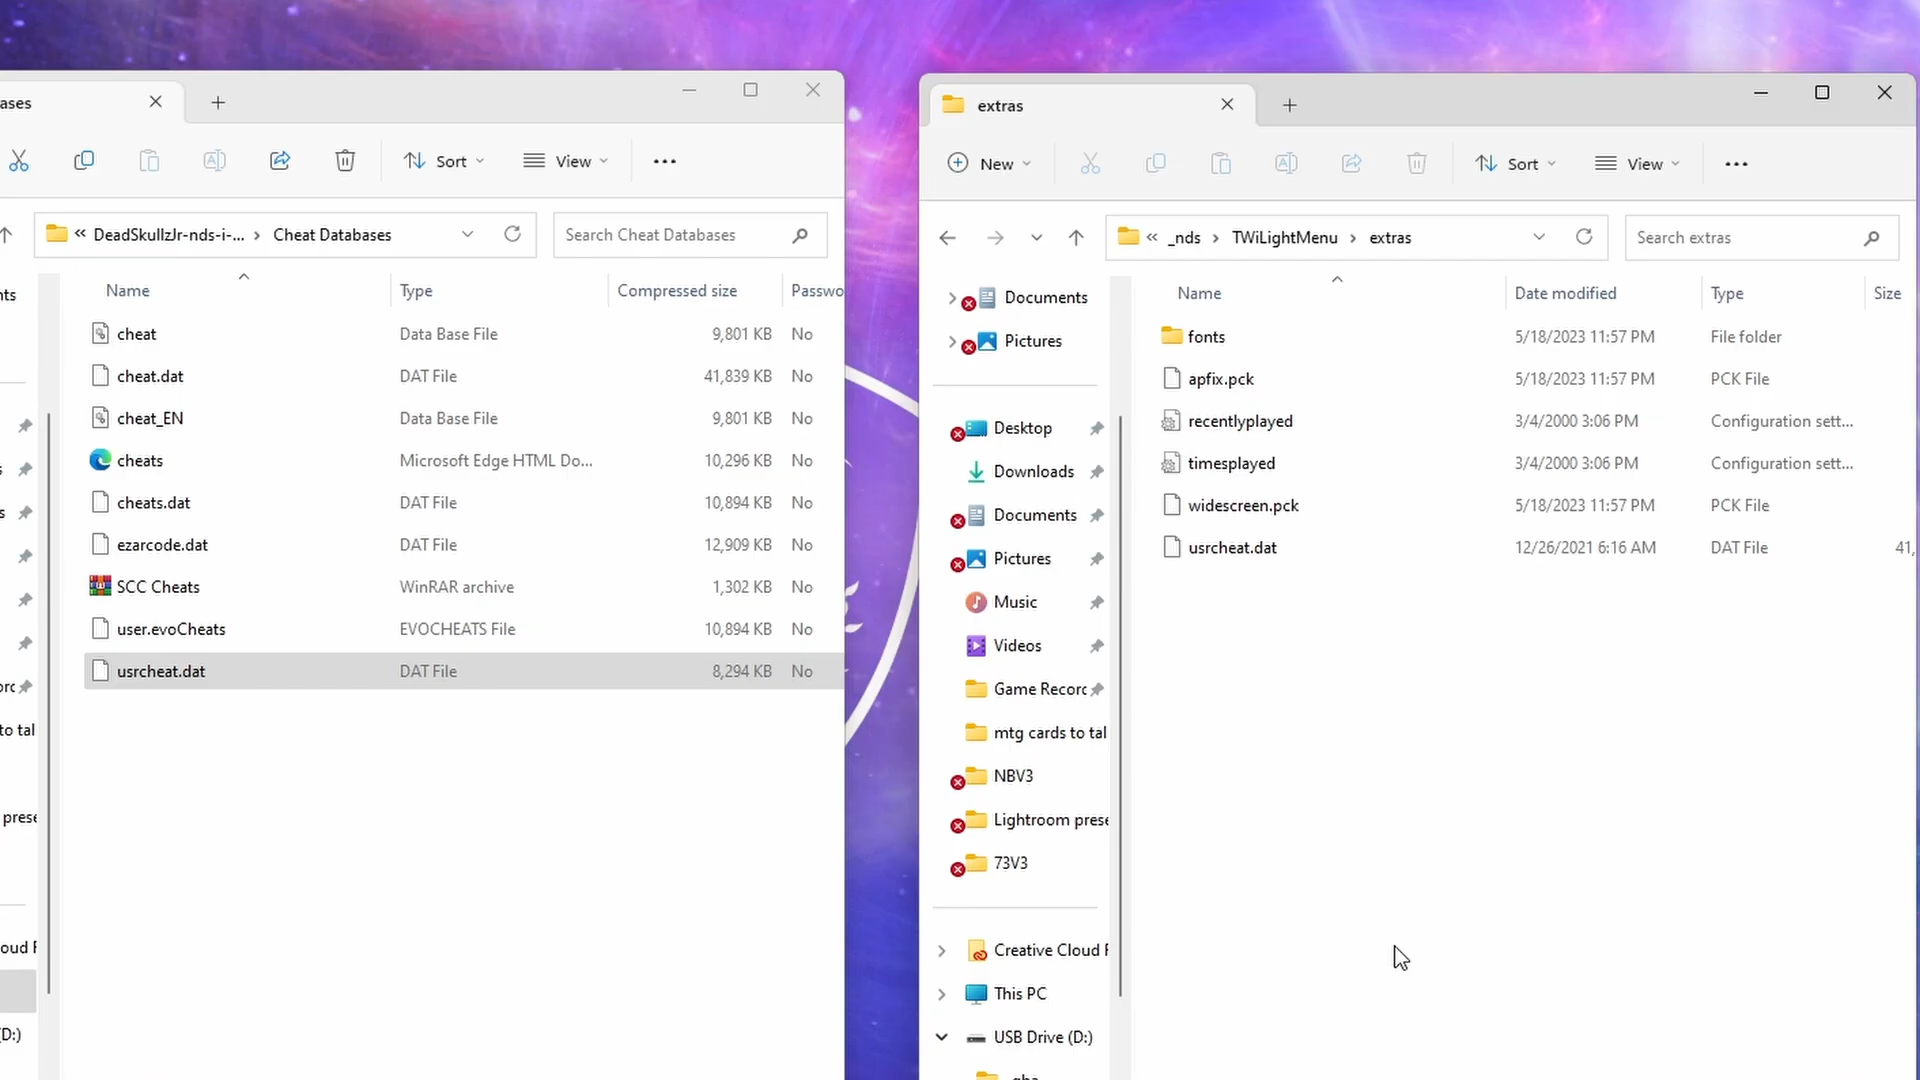 ases
Sort
View
DeadSkullzJr-nds-i-... > Cheat Databases
Search Cheat Databases
Name
Type
Compressed size
Passwo
cheat
Data Base File
9,801 KB
No
cheat.dat
DAT File
41,839 KB
No
cheat_EN
Data Base File
9,801 KB
No
cheats
Microsoft Edge HTML Do...
10,296 KB
No
cheats.dat
DAT File
10,894 KB
No
ezarcode.dat
DAT File
12,909 KB
No
SCC Cheats
WinRAR archive
1,302 KB
No
user.evoCheats
EVOCHEATS File
10,894 KB
No
usrcheat.dat
DAT File
8,294 KB
No
nts
s
orc
to tal
prese
oud F
(D:)
extras
New
Sort
View
_nds > TWiLightMenu > extras
Search extras
Documents
Pictures
Desktop
Downloads
Documents
Pictures
Music
Videos
Game Recorc
mtg cards to tal
NBV3
Lightroom prese
73V3
Creative Cloud F
This PC
USB Drive (D:)
Name
Date modified
Type
Size
fonts
5/18/2023 11:57 PM
File folder
apfix.pck
5/18/2023 11:57 PM
PCK File
recentlyplayed
3/4/2000 3:06 PM
Configuration sett...
timesplayed
3/4/2000 3:06 PM
Configuration sett...
widescreen.pck
5/18/2023 11:57 PM
PCK File
usrcheat.dat
12/26/2021 6:16 AM
DAT File
41,